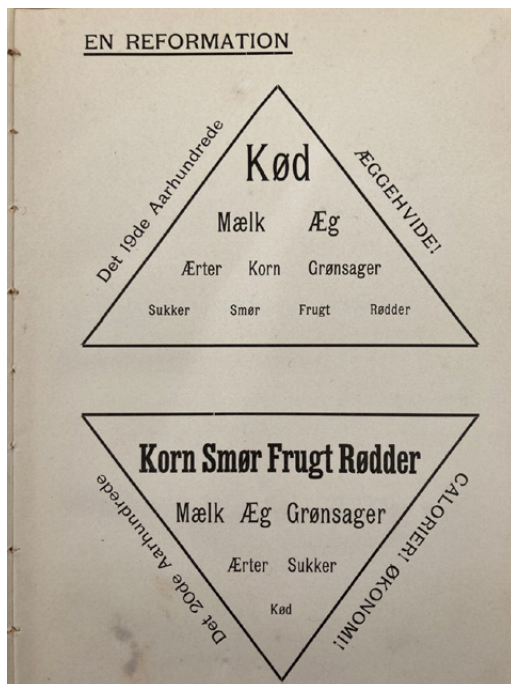 EN REFORMATION
Det 19de Aarhundrede
ÆGGEHVIDE!
Kød
Mælk Æg
Ærter Korn Grønsager
Sukker Smør Frugt Rødder
Korn Smør Frugt Rødder
Mælk Æg Grønsager
Ærter Sukker
Kød
Det 20de Aarhundrede
CALORIER! ØKONOMI!!